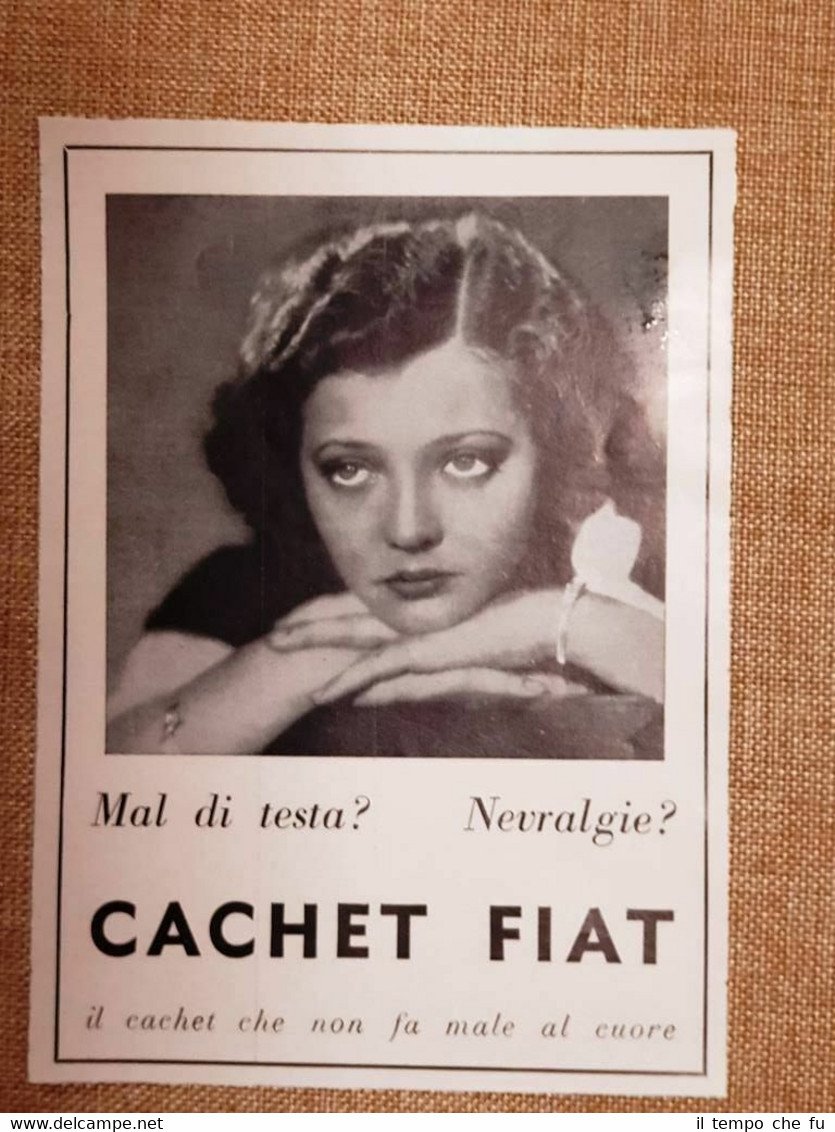 Mal di testa? Nevralgie?
CACHET FIAT
il cachet che non fa male al cuore
www.delcampe.net
il tempo che fu